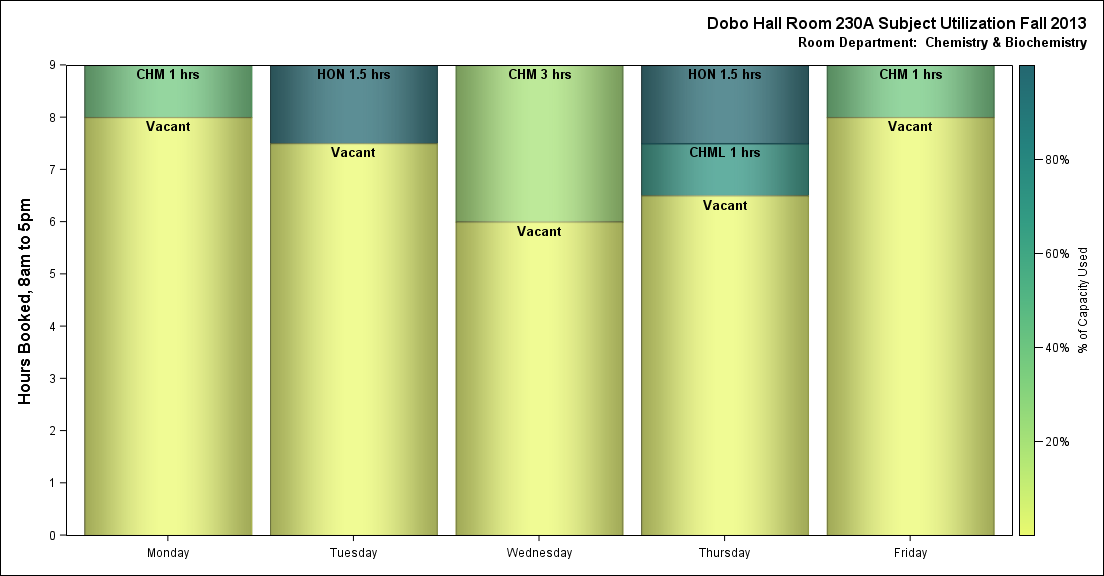 Dobo Hall Room 230A Subject Utilization Fall 2013
Room Department: Chemistry & Biochemistry
Hours Booked, 8am to 5pm
9
8
7
6
5
4
3
2
1
0
CHM 1 hrs
Vacant
HON 1.5 hrs
Vacant
CHM 3 hrs
Vacant
HON 1.5 hrs
CHML 1 hrs
Vacant
CHM 1 hrs
Vacant
Monday
Tuesday
Wednesday
Thursday
Friday
80%
60%
40%
20%
% of Capacity Used